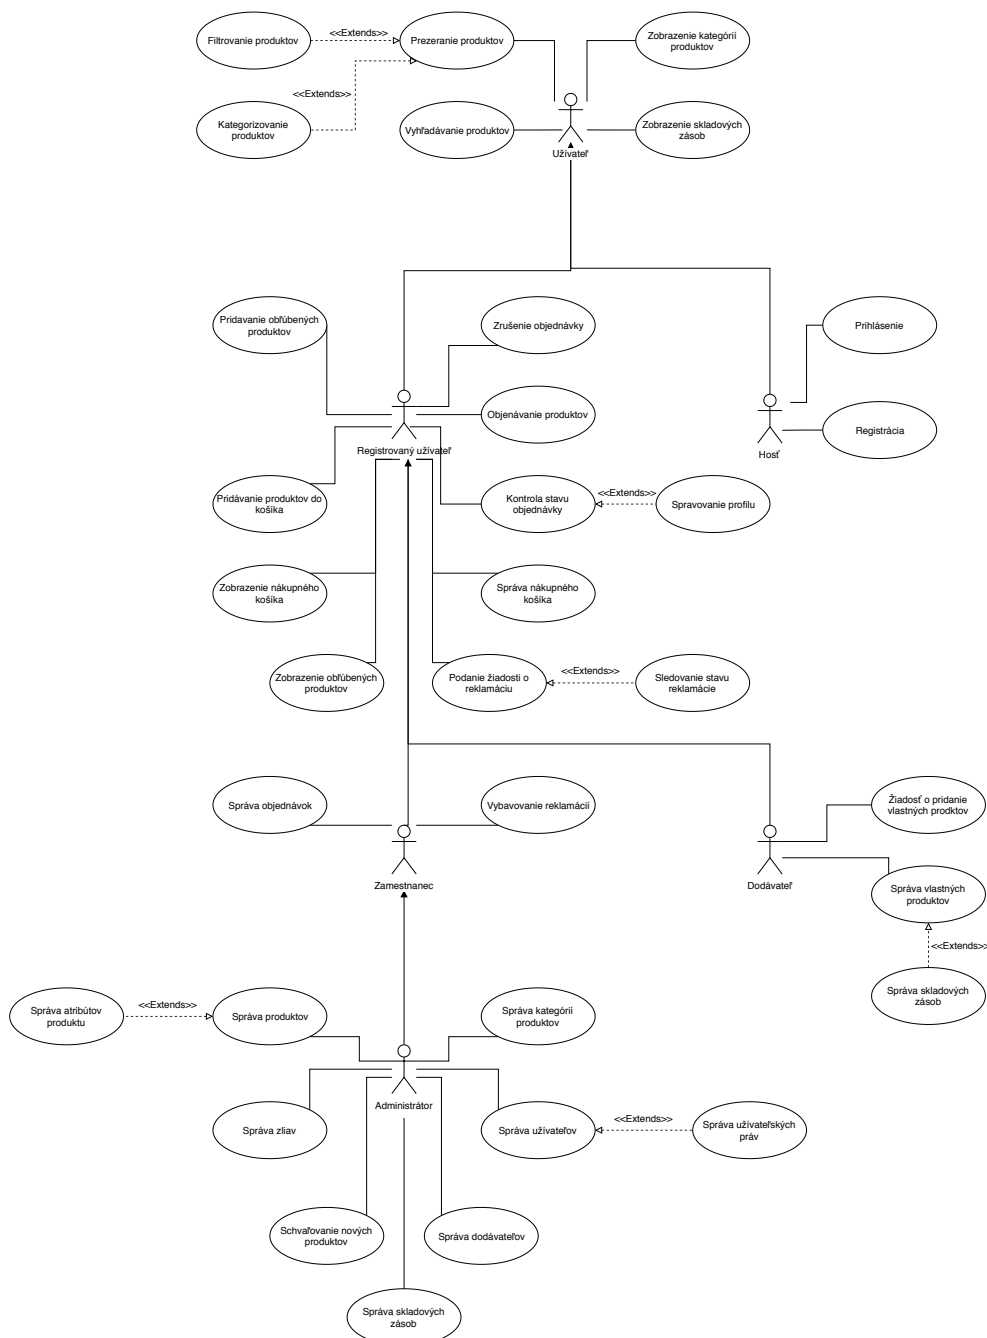 Filtrovanie produktov
<<Extends>>
Prezeranie produktov
Zobrazenie kategórií
produktov
<<Extends>>
Kategorizovanie
produktov
Vyhľadávanie produktov
Zobrazenie skladových
zásob
Užívateľ
Pridavanie obľúbených
produktov
Zrušenie objednávky
Prihlásenie
Objenávanie produktov
Registrácia
Registrovaný užívateľ
Hosť
Pridávanie produktov do
košíka
Kontrola stavu
objednávky
<<Extends>>
Spravovanie profilu
Zobrazenie nákupného
košíka
Správa nákupného
košíka
Zobrazenie obľúbených
produktov
Podanie žiadosti o
reklamáciu
<<Extends>>
Sledovanie stavu
reklamácie
Správa objednávok
Vybavovanie reklamácií
Žiadosť o pridanie
vlastných prodktov
Zamestnanec
Dodávateľ
Správa vlastných
produktov
<<Extends>>
Správa skladových
zásob
Správa atribútov
produktu
<<Extends>>
Správa produktov
Správa kategórií
produktov
Administrátor
Správa zliav
Správa užívateľov
<<Extends>>
Správa užívateľských
práv
Schvaľovanie nových
produktov
Správa dodávateľov
Správa skladových
zásob